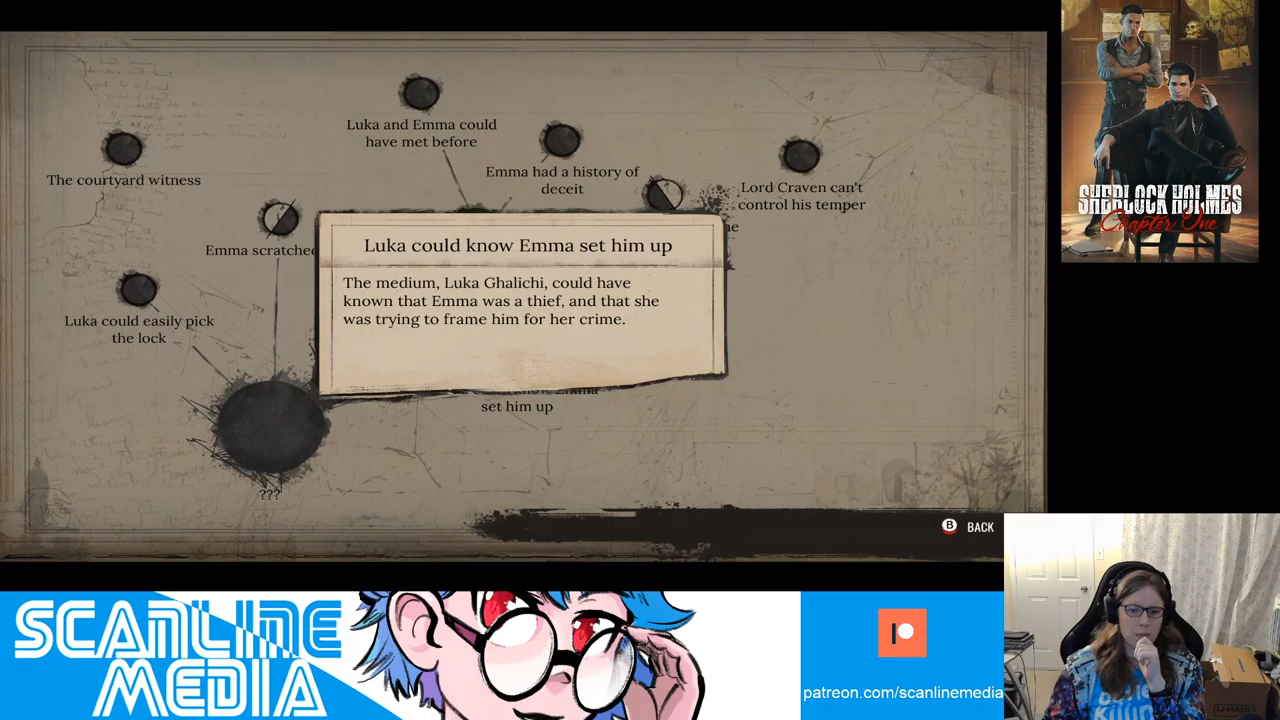 Luka and Emma could
have met before
The courtyard witness
Emma had a history of
deceit
Lord Craven can't
control his temper
Emma scratched
Luka could know Emma set him up
The medium, Luka Ghalichi, could have
known that Emma was a thief, and that she
was trying to frame him for her crime.
Luka could easily pick
the lock
set him up
???
B BACK
SHERLOCK HOLMES
Chapter One
SCANLINE
MEDIA
patreon.com/scanlinemedia